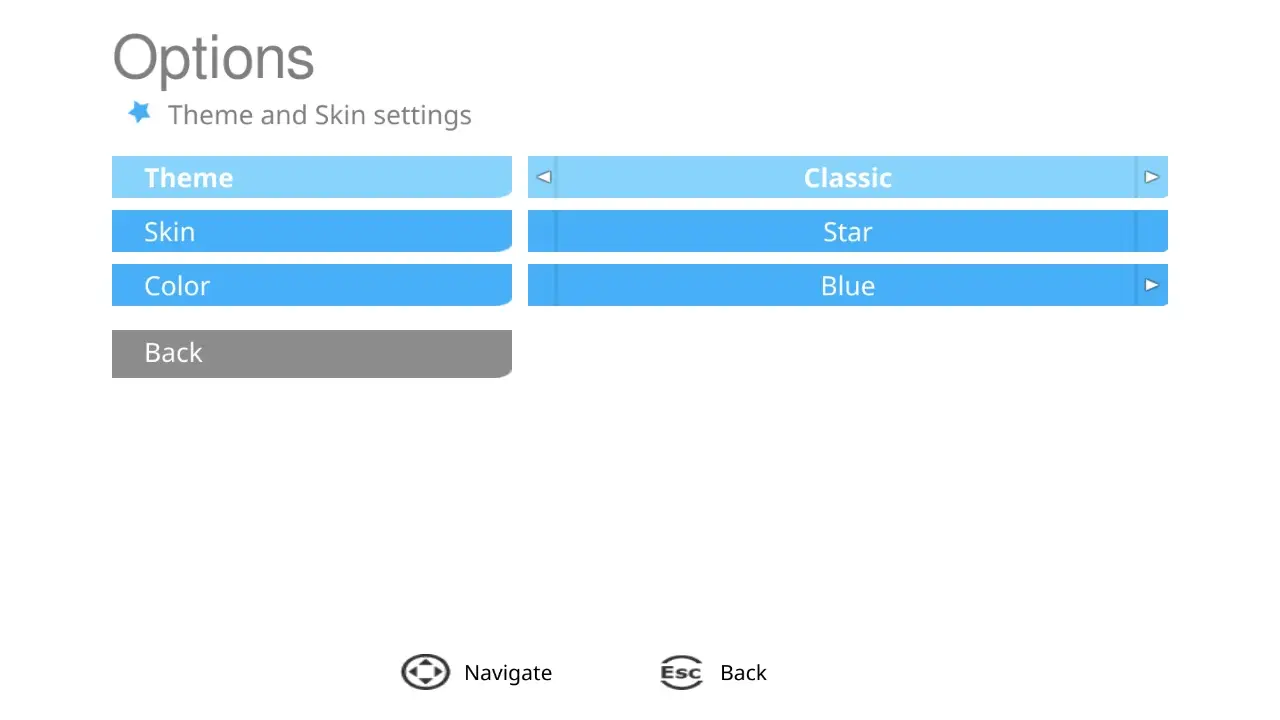 Options
Theme and Skin settings
Theme Classic
Skin Star
Color Blue
Back
Navigate Esc Back